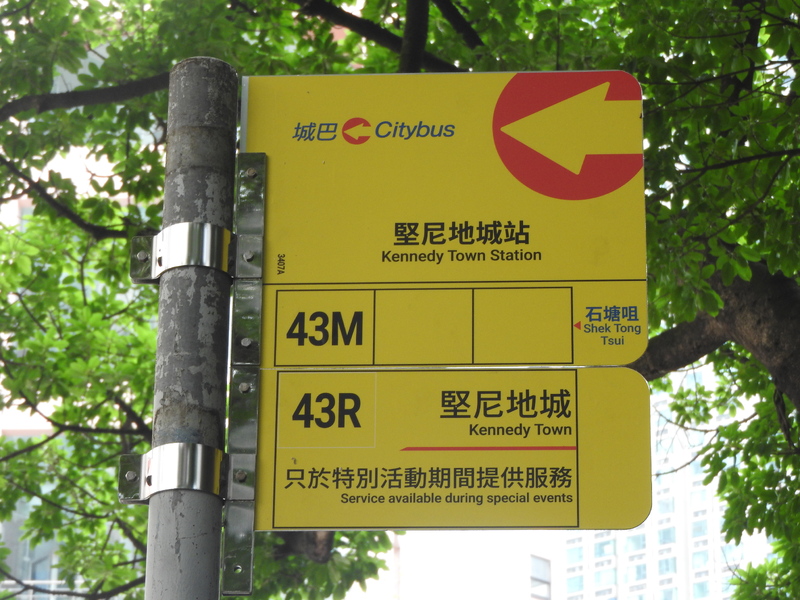 城巴 Citybus
堅尼地城站
Kennedy Town Station
3407A
43M
石塘咀
Shek Tong
Tsui
43R
堅尼地城
Kennedy Town
只於特別活動期間提供服務
Service available during special events